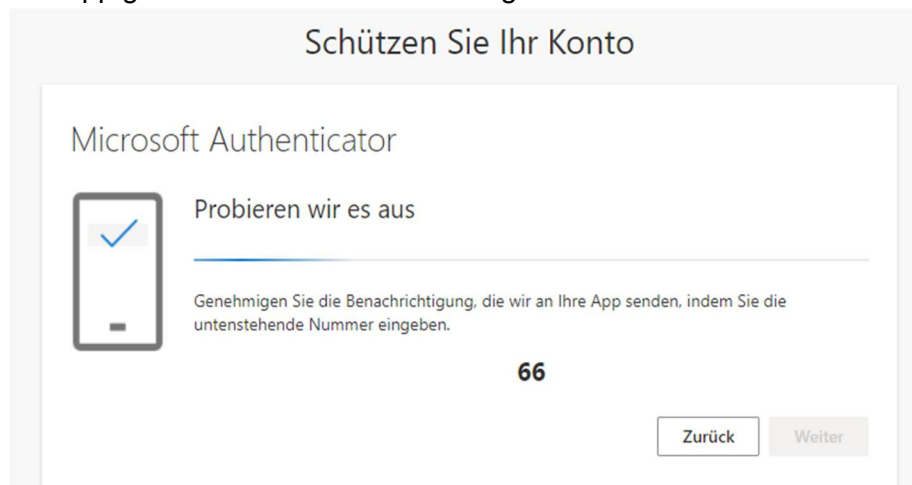 Schützen Sie Ihr Konto
Microsoft Authenticator
Probieren wir es aus
Genehmigen Sie die Benachrichtigung, die wir an Ihre App senden, indem Sie die
untenstehende Nummer eingeben.
66
Zurück
Weiter